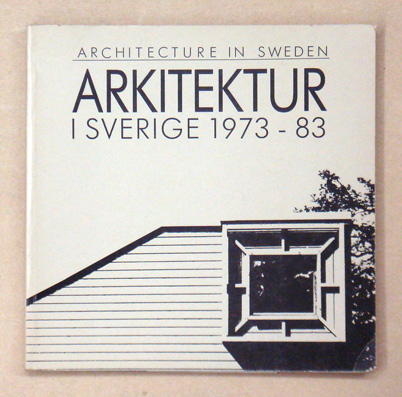 ARCHITECTURE IN SWEDEN
ARKITEKTUR
I SVERIGE 1973 - 83